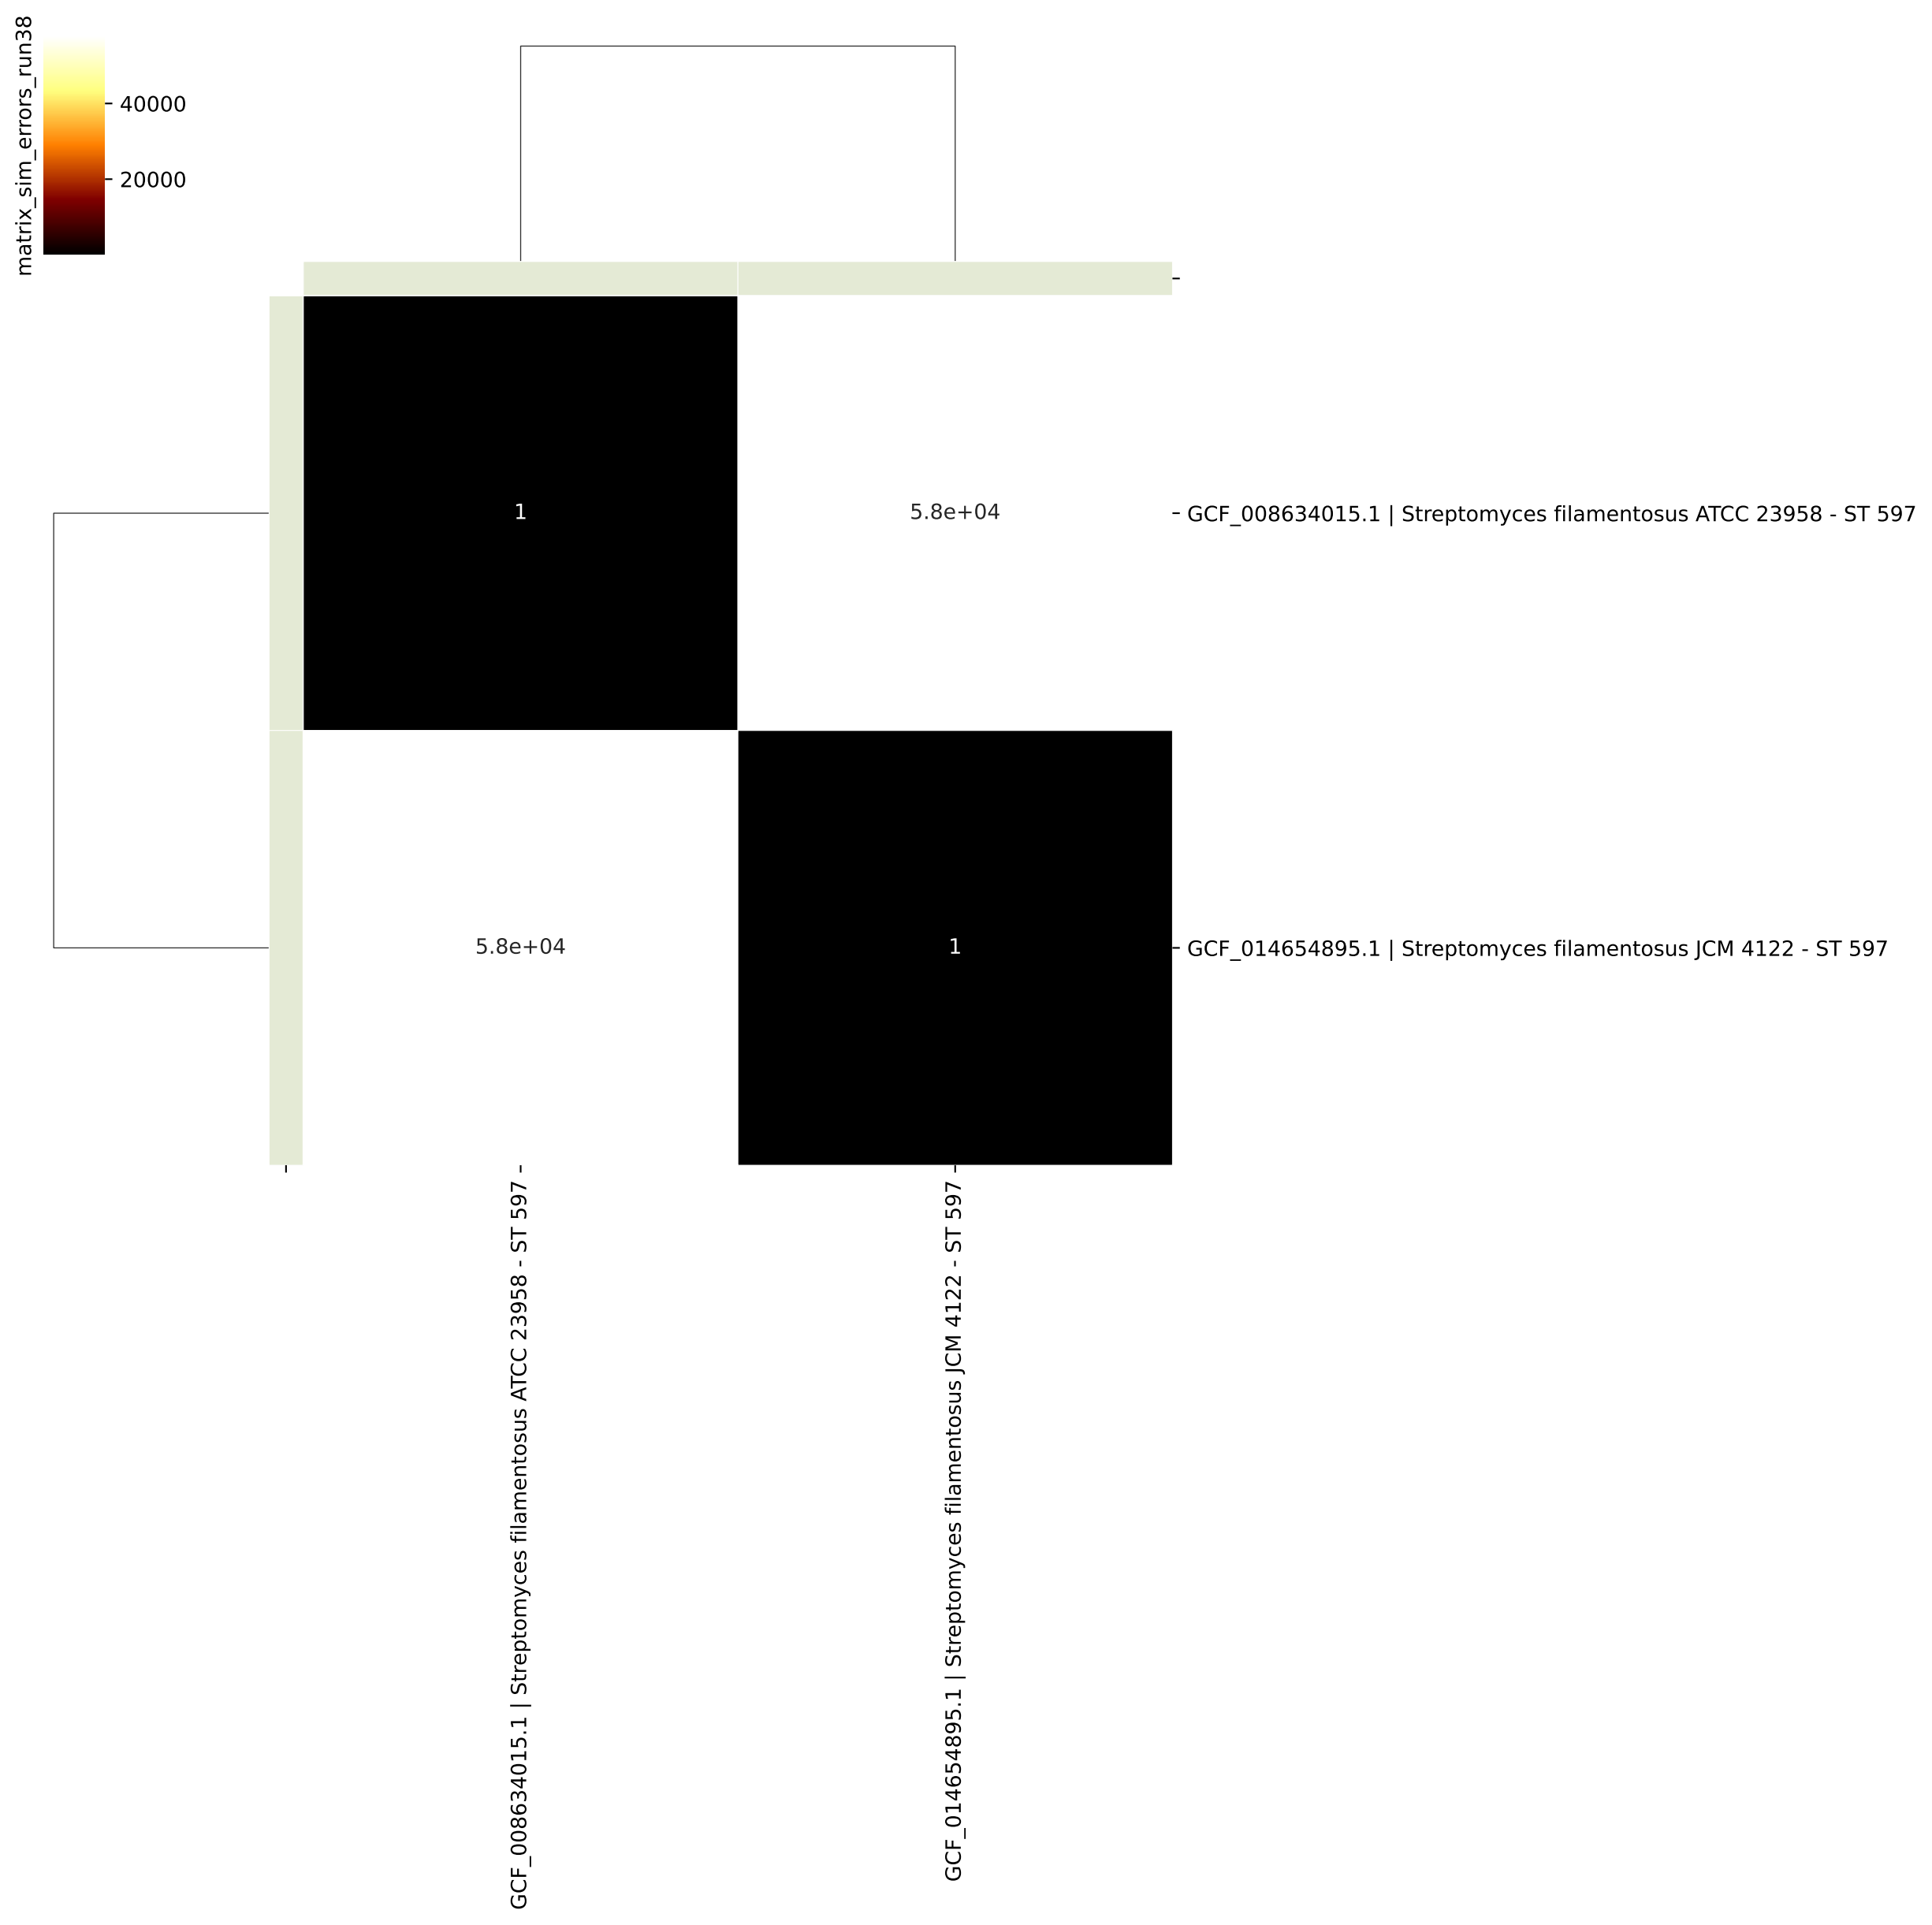 matrix_sim_errors_run38
40000
20000
1
5.8e+04
GCF_008634015.1 | Streptomyces filamentosus ATCC 23958 - ST 597
5.8e+04
1
GCF_014654895.1 | Streptomyces filamentosus JCM 4122 - ST 597
GCF_008634015.1 | Streptomyces filamentosus ATCC 23958 - ST 597
GCF_014654895.1 | Streptomyces filamentosus JCM 4122 - ST 597